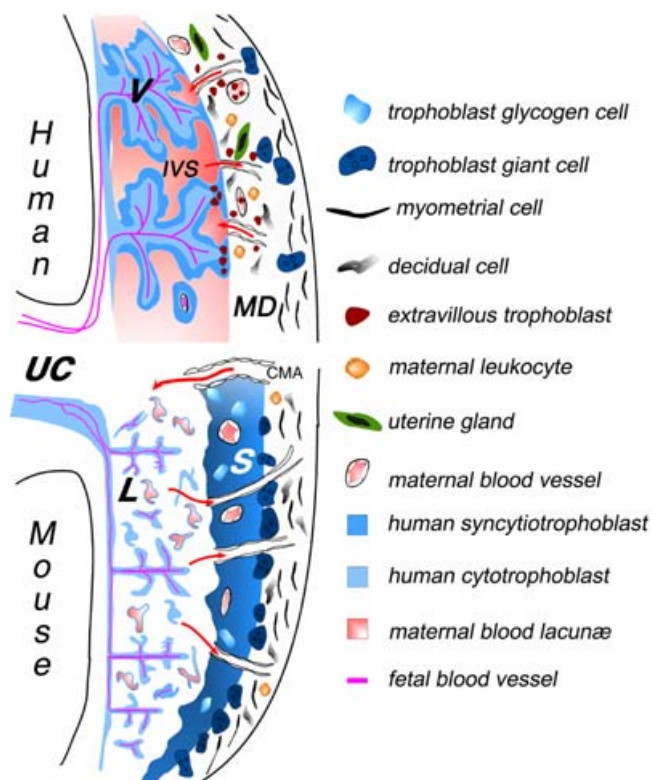 Human
V
IVS
MD
UC
CMA
S
L
Mouse
trophoblast glycogen cell
trophoblast giant cell
myometrial cell
decidual cell
extravillous trophoblast
maternal leukocyte
uterine gland
maternal blood vessel
human syncytiotrophoblast
human cytotrophoblast
maternal blood lacunæ
fetal blood vessel